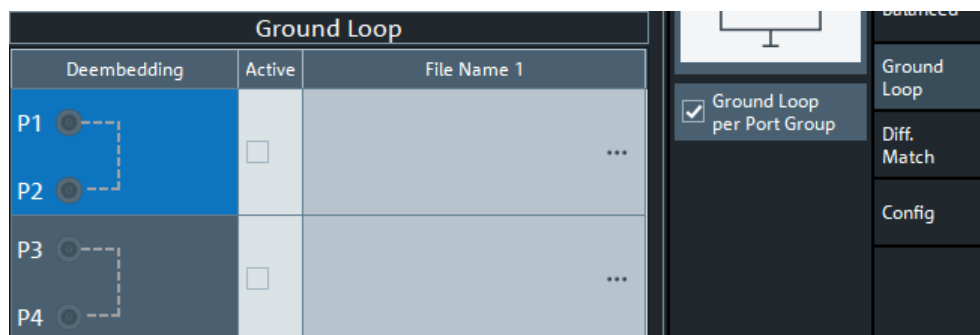 Ground Loop
Deembedding Active File Name 1
P1
...
P2
P3
...
P4
Ground Loop
per Port Group
Balanced
Ground
Loop
Diff.
Match
Config